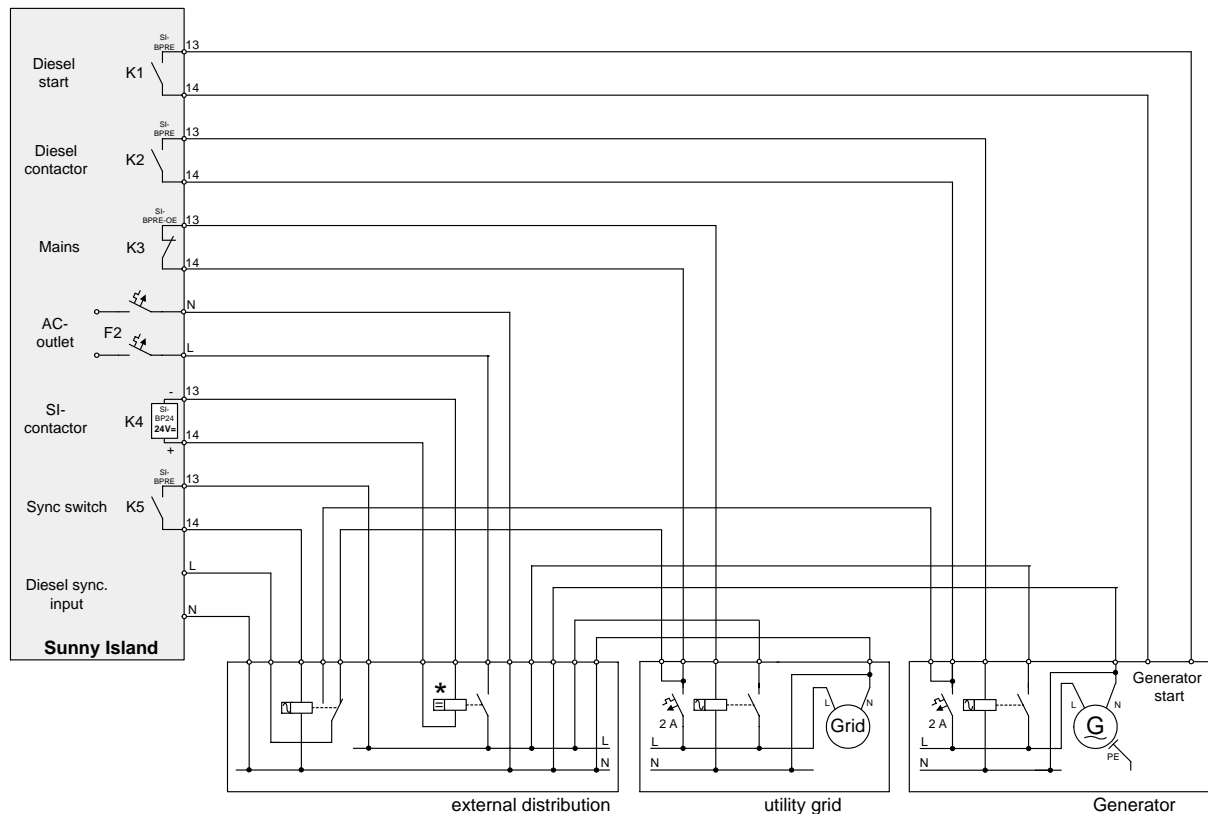 Diesel
start
K1
SI-
BPRE
13
14
Diesel
contactor
K2
SI-
BPRE
13
14
Mains
K3
SI-
BPRE-OE
13
14
AC-
outlet
F2
N
L
SI-
contactor
K4
-
SI-
BP24
24V=
+
13
14
Sync switch
K5
SI-
BPRE
13
14
Diesel sync.
input
L
N
Sunny Island
*
L
N
external distribution
2 A
L
N
L
N
Grid
utility grid
2 A
L
N
L
N
G
PE
Generator
start
Generator